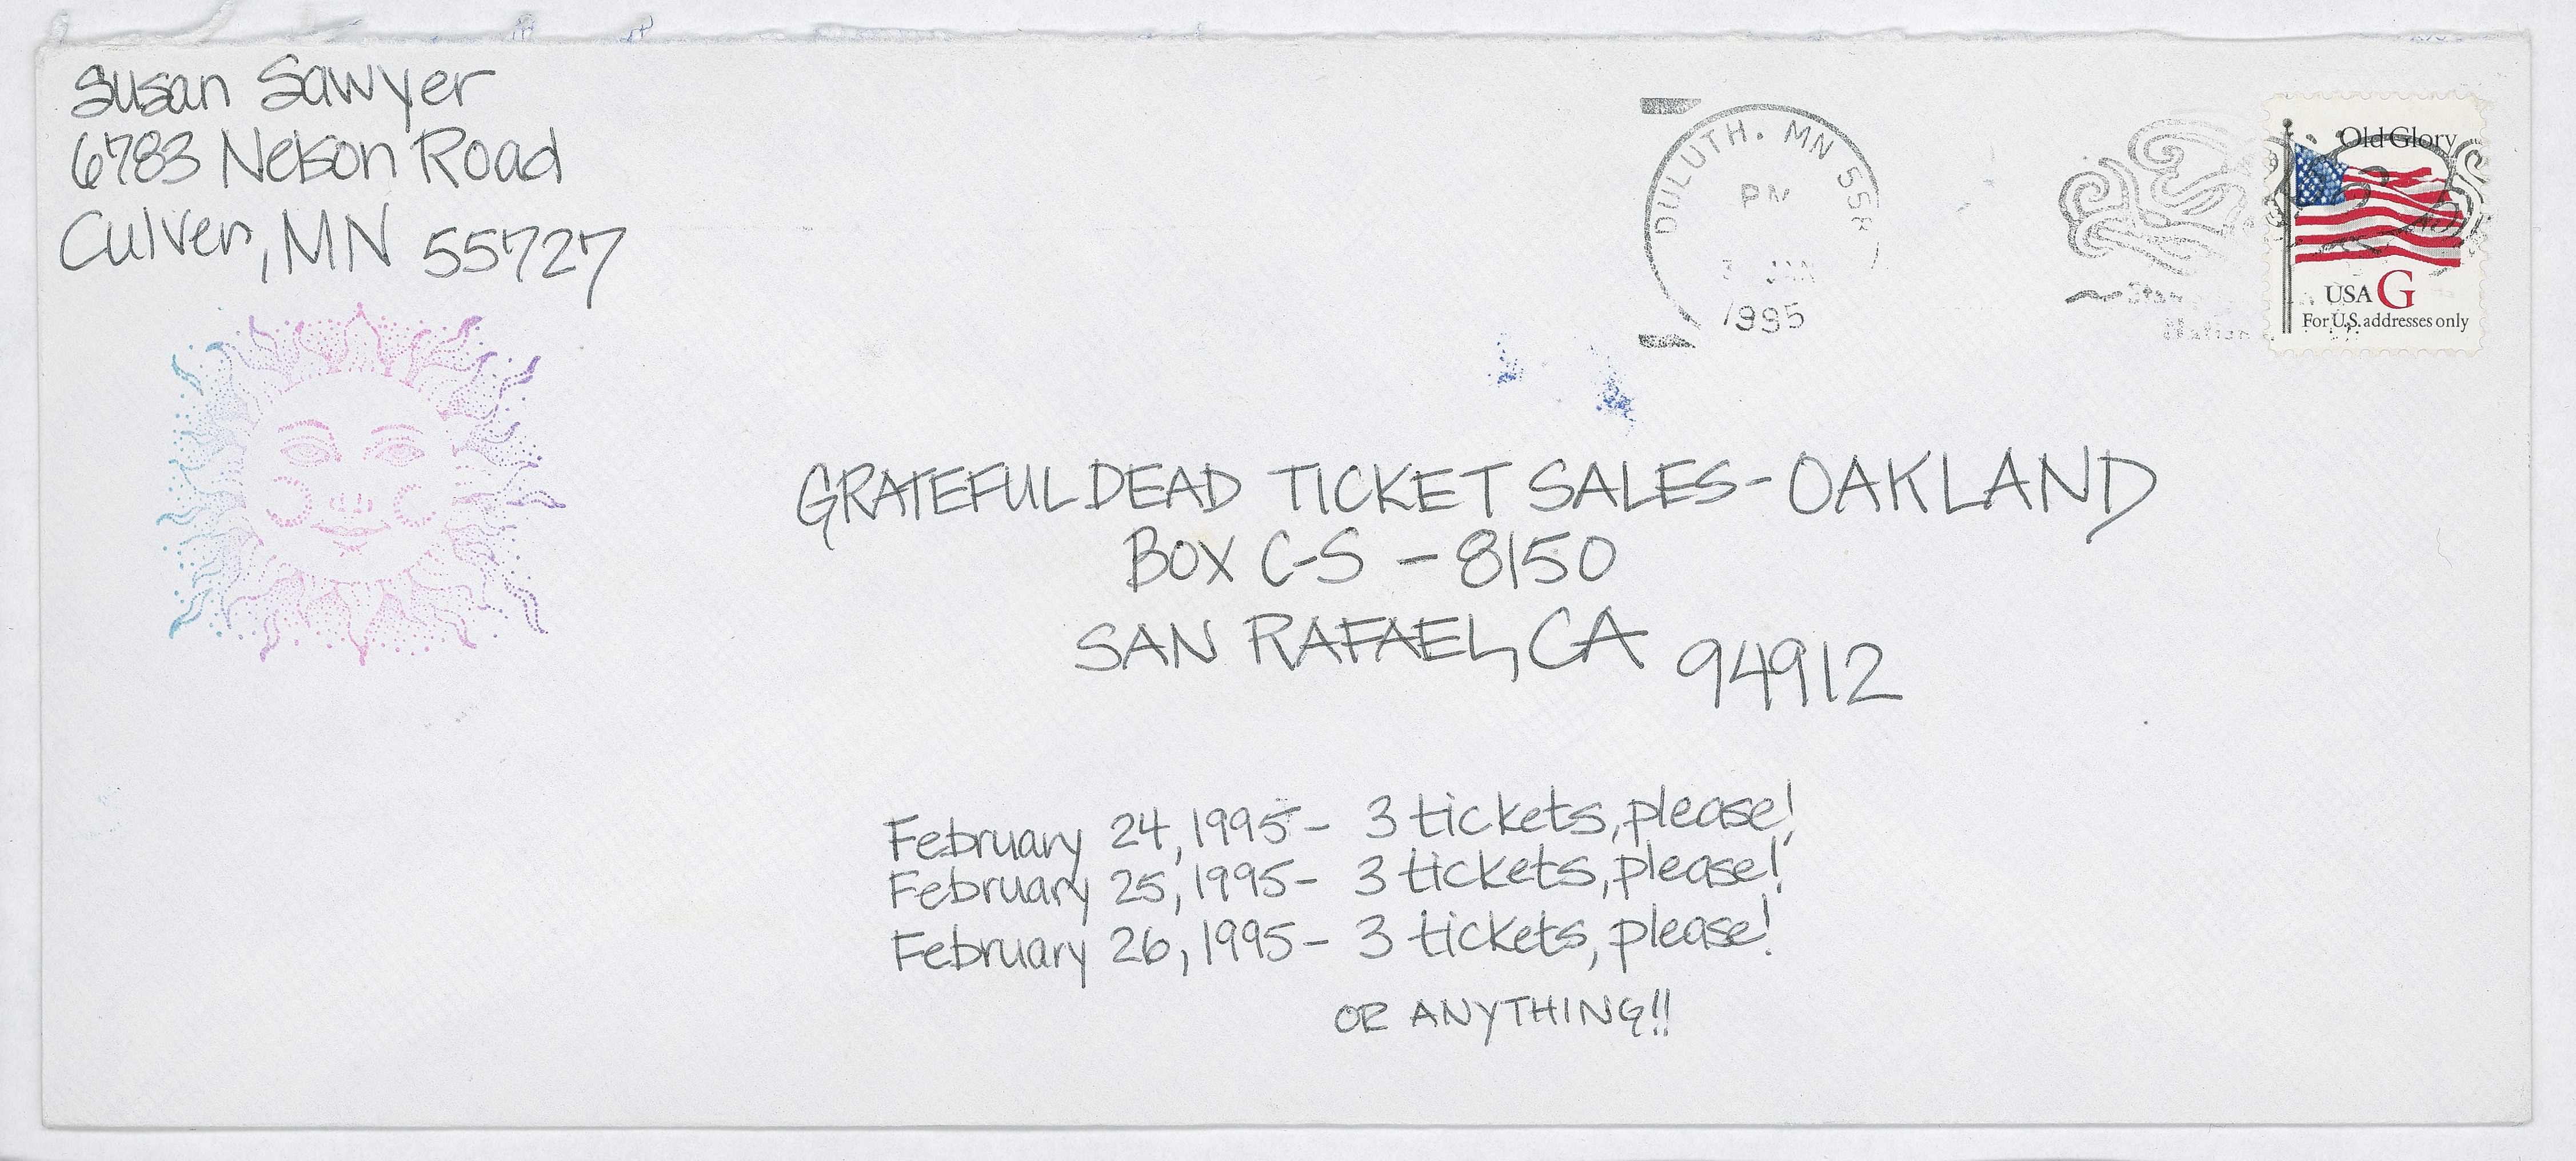 Susan Sawyer
6783 Nelson Road
Culver, MN 55727
DULUTH. MN
PM
JAN
1995
Old Glory
USA G
For U.S. addresses only
GRATEFUL DEAD TICKET SALES-OAKLAND
BOX C-S - 8150
SAN RAFAEL, CA 94912
February 24, 1995- 3 tickets, please!
February 25, 1995- 3 tickets, please!
February 26, 1995- 3 tickets, please!
OR ANYTHING!!